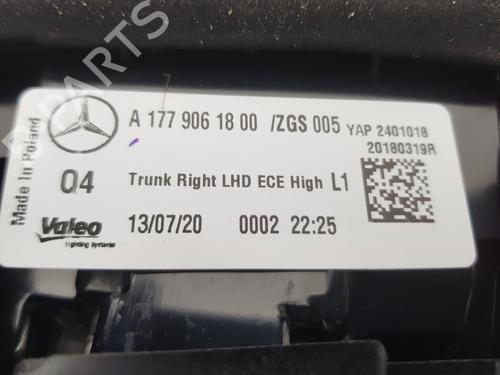 Made in Poland
A 177 906 18 00 /ZGS 005 YAP 2401018
20180319R
04 Trunk Right LHD ECE High L1
Valeo
Lighting Systems
13/07/20 0002 22:25
B-PARTS